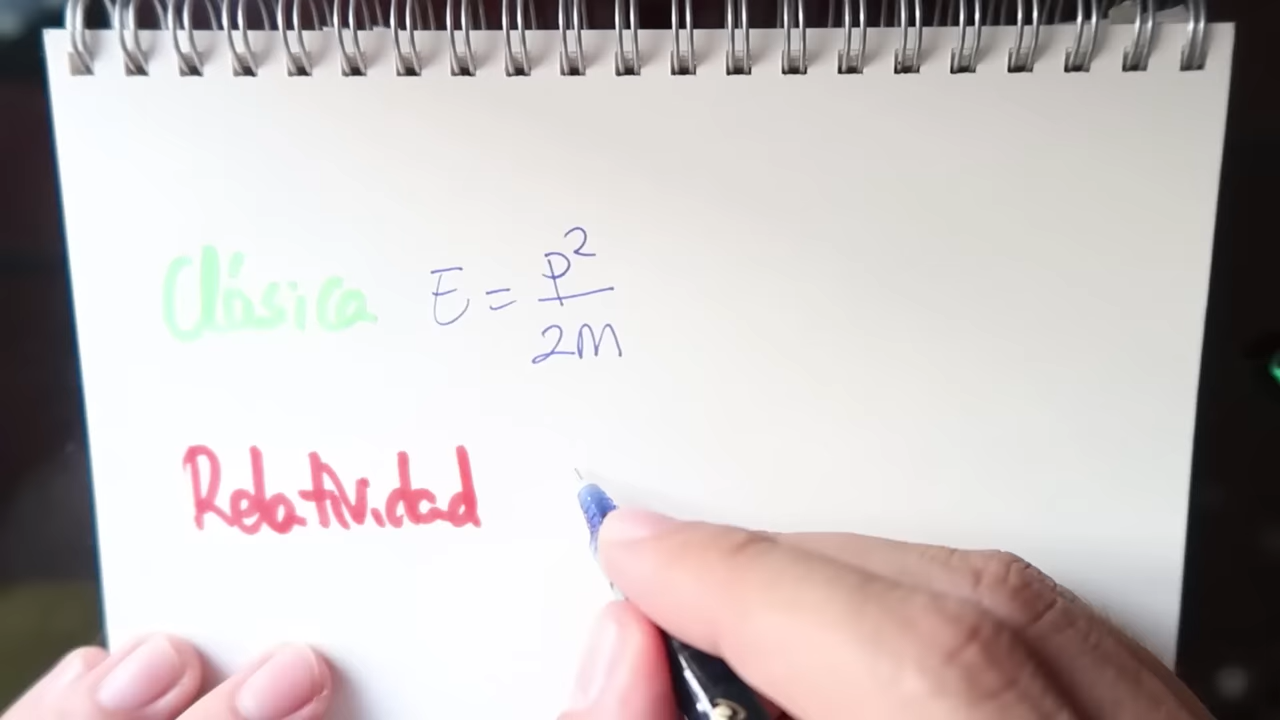 Clásica E = p²/2m
Relatividad